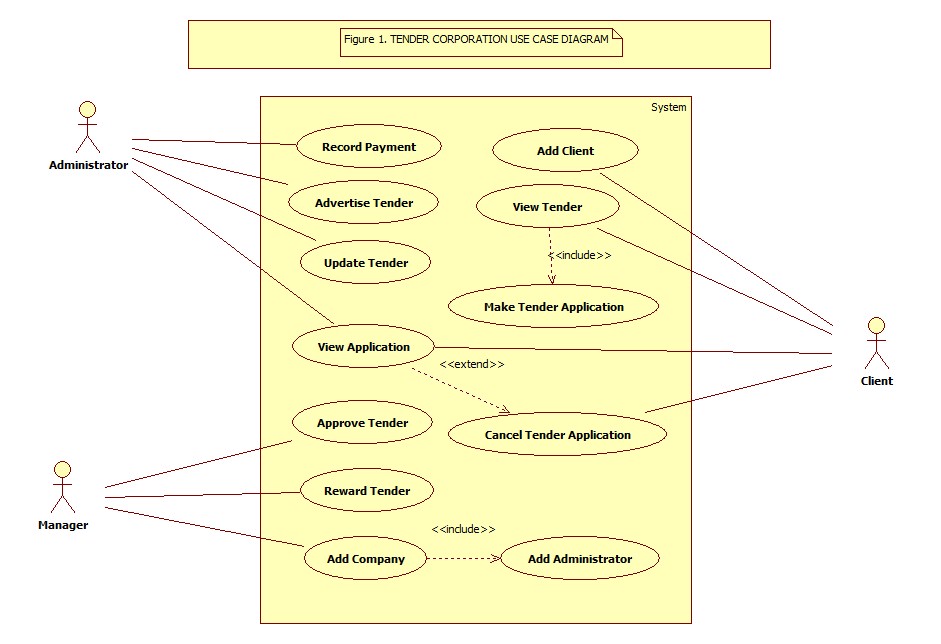 Figure 1. TENDER CORPORATION USE CASE DIAGRAM
System
Administrator
Record Payment
Add Client
Advertise Tender
View Tender
Update Tender
<<include>>
Make Tender Application
View Application
<<extend>>
Client
Approve Tender
Cancel Tender Application
Manager
Reward Tender
<<include>>
Add Company
Add Administrator